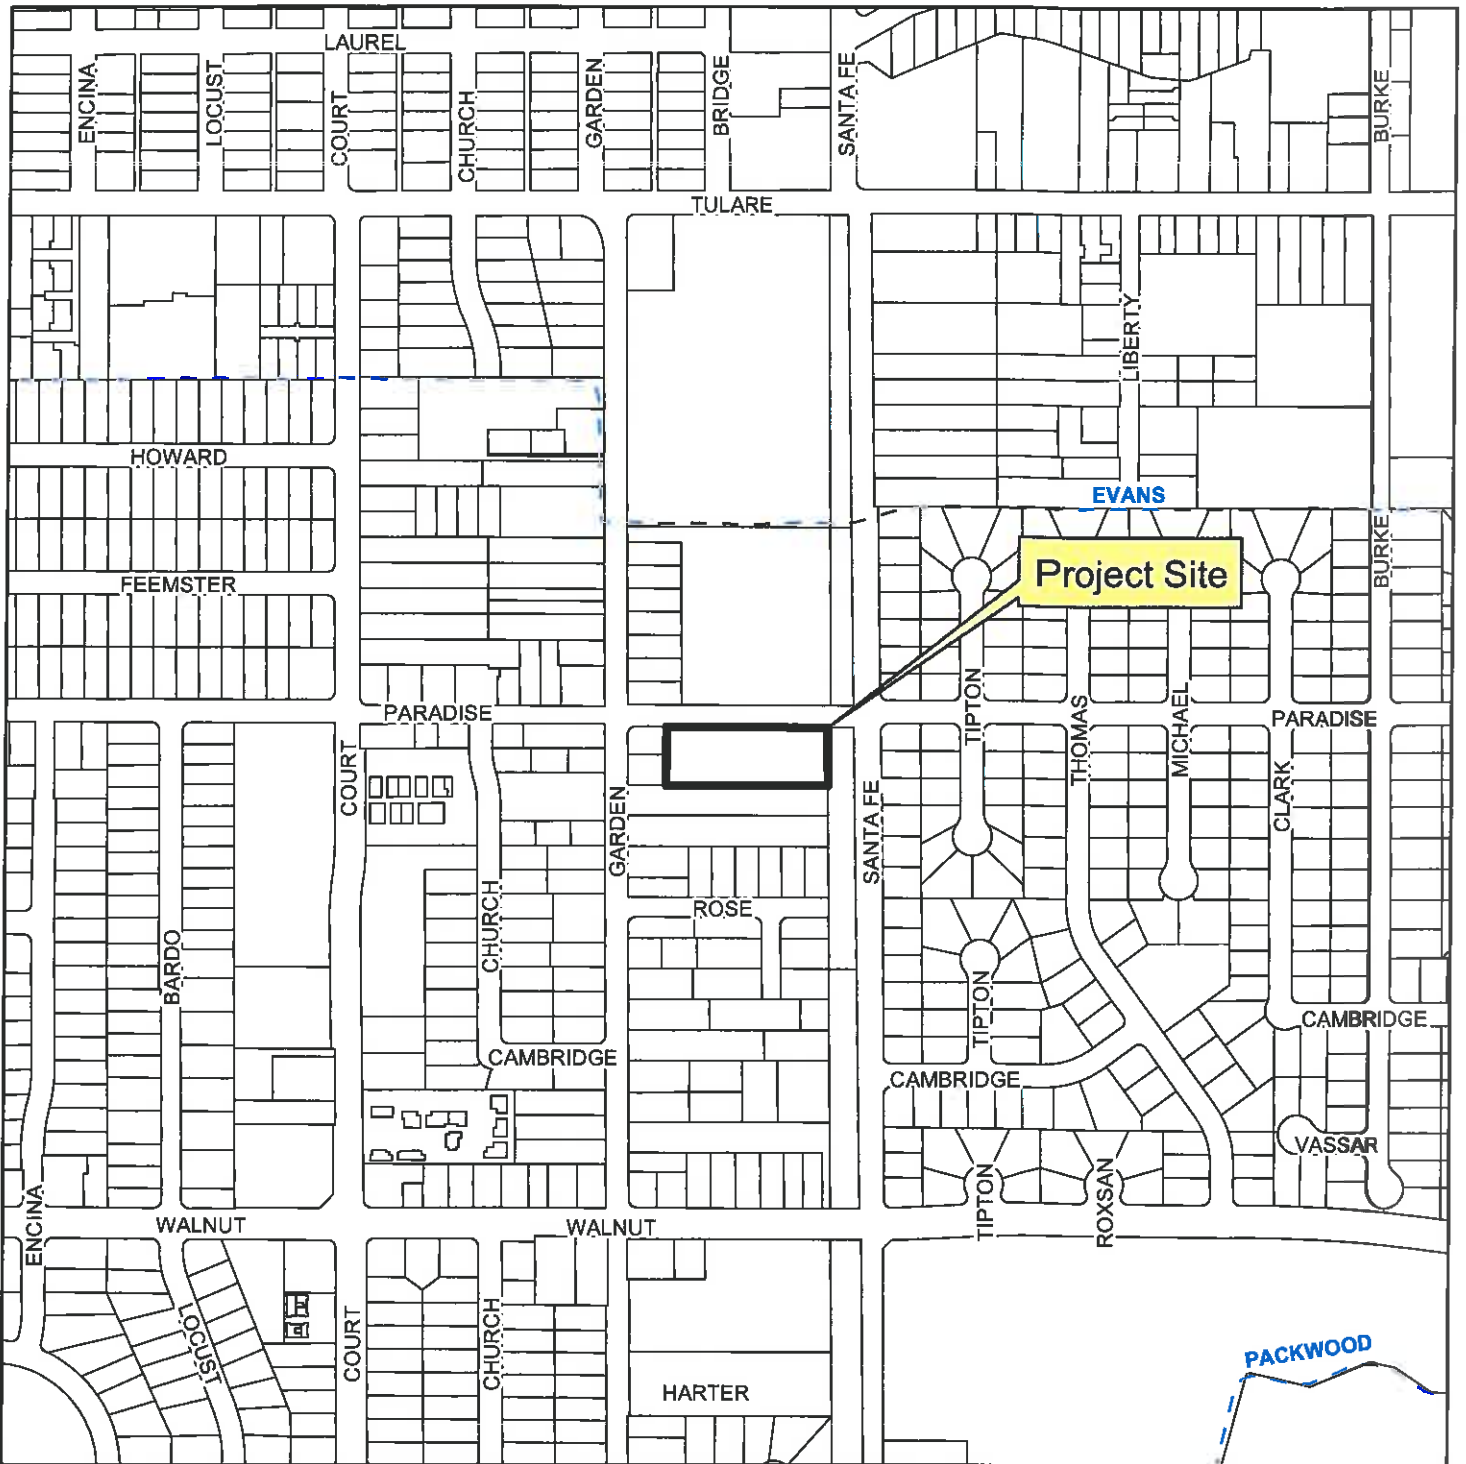 LAUREL
ENCINA
LOCUST
COURT
CHURCH
GARDEN
BRIDGE
SANTA FE
BURKE
TULARE
LIBERTY
HOWARD
EVANS
BURKE
Project Site
FEEMSTER
PARADISE
TIPTON
THOMAS
MICHAEL
PARADISE
COURT
GARDEN
SANTA FE
CLARK
ROSE
CHURCH
BARDO
TIPTON
CAMBRIDGE
CAMBRIDGE
CAMBRIDGE
VASSAR
ENCINA
WALNUT
WALNUT
TIPTON
ROXSAN
LOCUST
COURT
CHURCH
PACKWOOD
HARTER